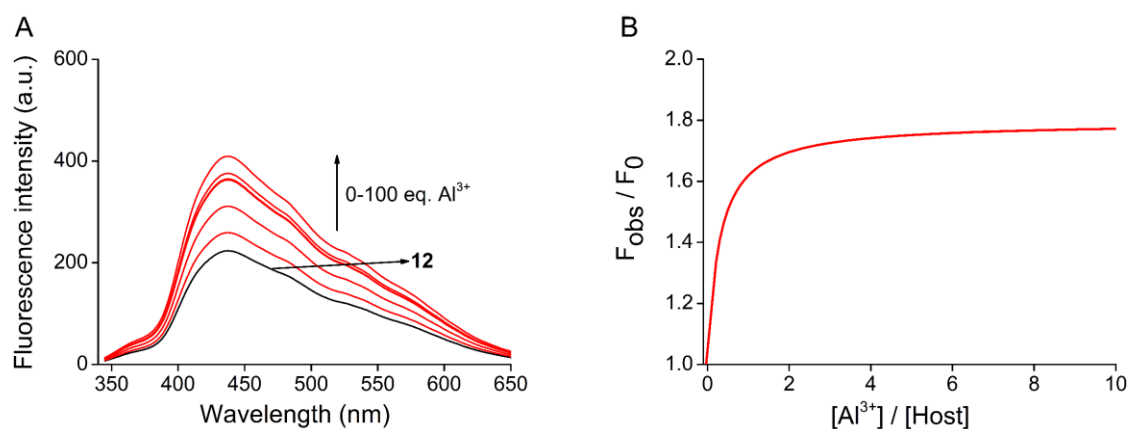 A
Fluorescence intensity (a.u.)
600
400
200
0
0-100 eq. Al³⁺
12
350 400 450 500 550 600 650
Wavelength (nm)
B
F_obs / F_0
2.0
1.8
1.6
1.4
1.2
1.0
0 2 4 6 8 10
[Al³⁺] / [Host]